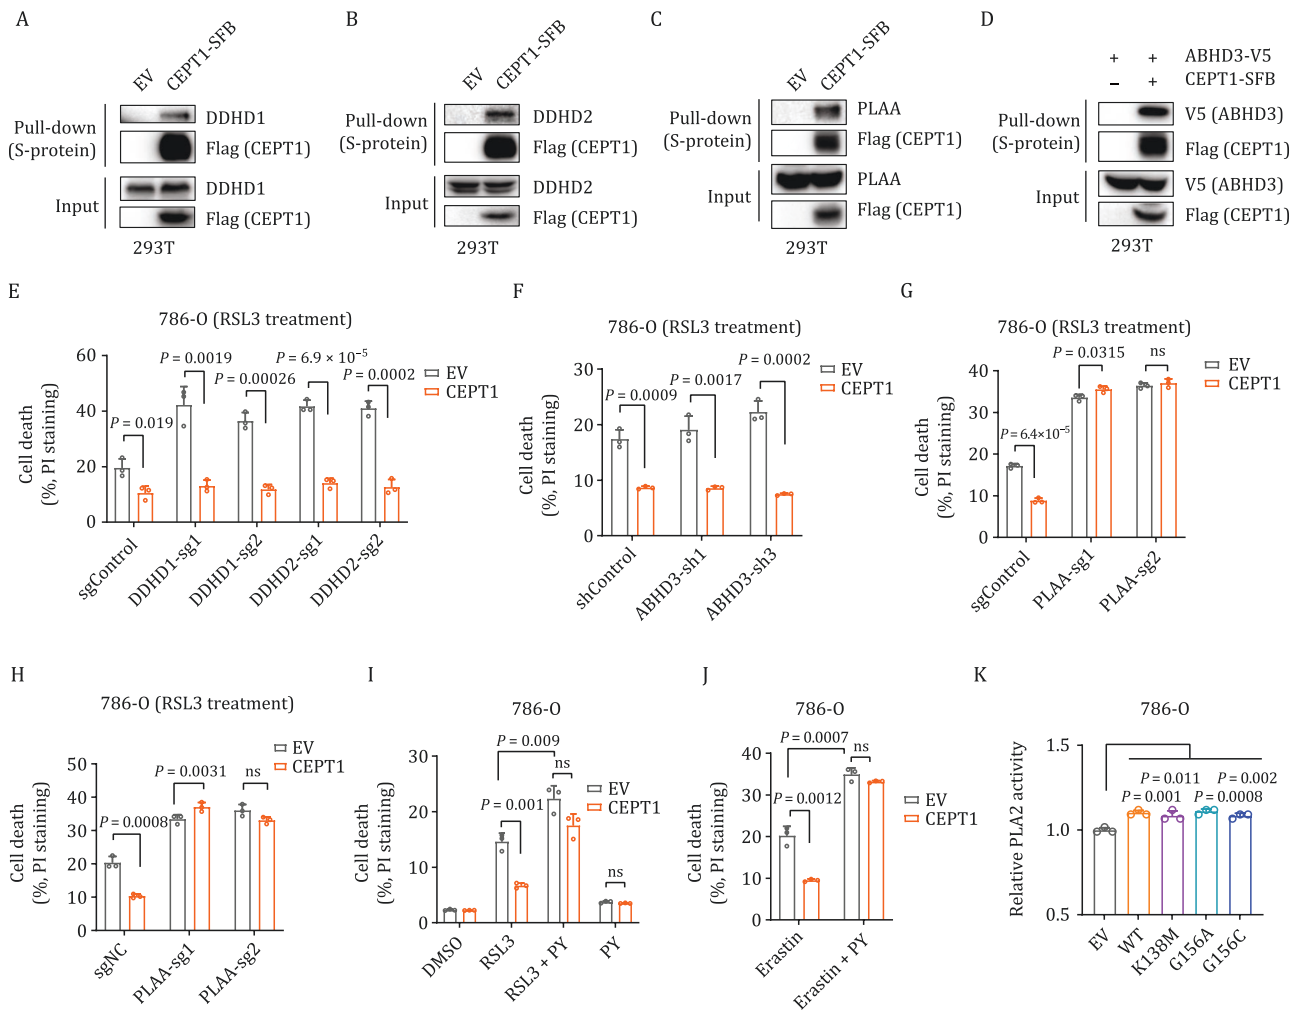 A
EV
CEPT1-SFB
Pull-down
(S-protein)
DDHD1
Flag (CEPT1)
Input
DDHD1
Flag (CEPT1)
293T
B
EV
CEPT1-SFB
Pull-down
(S-protein)
DDHD2
Flag (CEPT1)
Input
DDHD2
Flag (CEPT1)
293T
C
EV
CEPT1-SFB
Pull-down
(S-protein)
PLAA
Flag (CEPT1)
Input
PLAA
Flag (CEPT1)
293T
D
+ + ABHD3-V5
− + CEPT1-SFB
Pull-down
(S-protein)
V5 (ABHD3)
Flag (CEPT1)
Input
V5 (ABHD3)
Flag (CEPT1)
293T
E
786-O (RSL3 treatment)
Cell death
(%, PI staining)
60
40
20
0
P = 0.019
P = 0.0019
P = 0.00026
P = 6.9 × 10⁻⁵
P = 0.0002
EV
CEPT1
sgControl
DDHD1-sg1
DDHD1-sg2
DDHD2-sg1
DDHD2-sg2
F
786-O (RSL3 treatment)
Cell death
(%, PI staining)
30
20
10
0
P = 0.0009
P = 0.0017
P = 0.0002
EV
CEPT1
shControl
ABHD3-sh1
ABHD3-sh3
G
786-O (RSL3 treatment)
Cell death
(%, PI staining)
40
30
20
10
0
P = 6.4×10⁻⁵
P = 0.0315
ns
EV
CEPT1
sgControl
PLAA-sg1
PLAA-sg2
H
786-O (RSL3 treatment)
Cell death
(%, PI staining)
50
40
30
20
10
0
P = 0.0008
P = 0.0031
ns
EV
CEPT1
sgNC
PLAA-sg1
PLAA-sg2
I
786-O
Cell death
(%, PI staining)
30
20
10
0
P = 0.009
P = 0.001
ns
ns
EV
CEPT1
DMSO
RSL3
RSL3 + PY
PY
J
786-O
Cell death
(%, PI staining)
40
30
20
10
0
P = 0.0007
P = 0.0012
ns
EV
CEPT1
Erastin
Erastin + PY
K
786-O
Relative PLA2 activity
1.5
1.0
0.5
P = 0.011
P = 0.002
P = 0.001
P = 0.0008
EV
WT
K138M
G156A
G156C